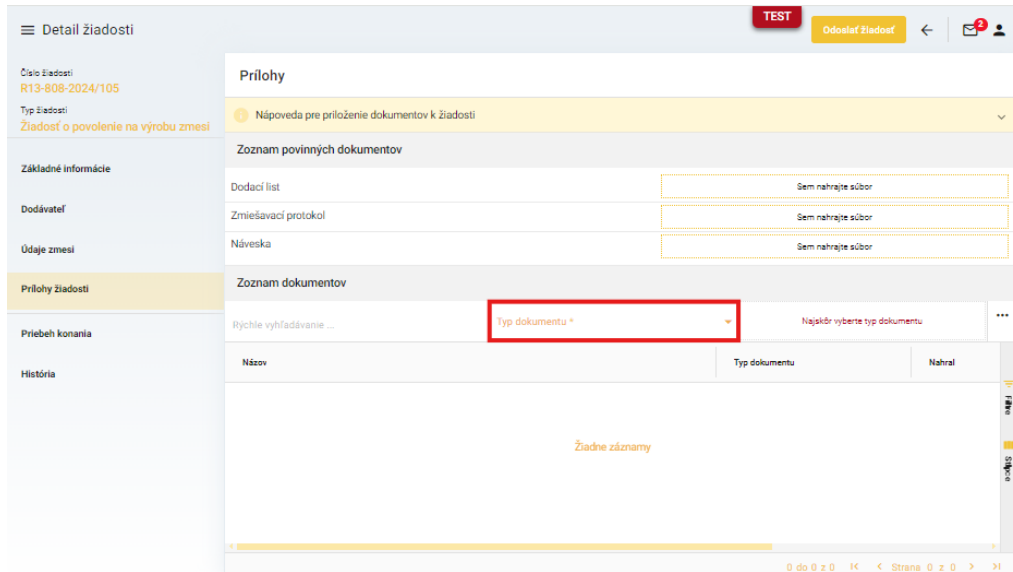 Detail žiadosti
TEST
Odoslať žiadosť
2
Číslo žiadosti
R13-808-2024/105
Typ žiadosti
Žiadosť o povolenie na výrobu zmesi
Základné informácie
Dodávateľ
Údaje zmesi
Prílohy žiadosti
Priebeh konania
História
Prílohy
Nápoveda pre priloženie dokumentov k žiadosti
Zoznam povinných dokumentov
Dodací list
Sem nahrajte súbor
Zmiešavací protokol
Sem nahrajte súbor
Náveska
Sem nahrajte súbor
Zoznam dokumentov
Rýchle vyhľadávanie ...
Typ dokumentu *
Najskôr vyberte typ dokumentu
Názov
Typ dokumentu
Nahral
Filtre
Stĺpce
Žiadne záznamy
0 do 0 z 0
Strana 0 z 0